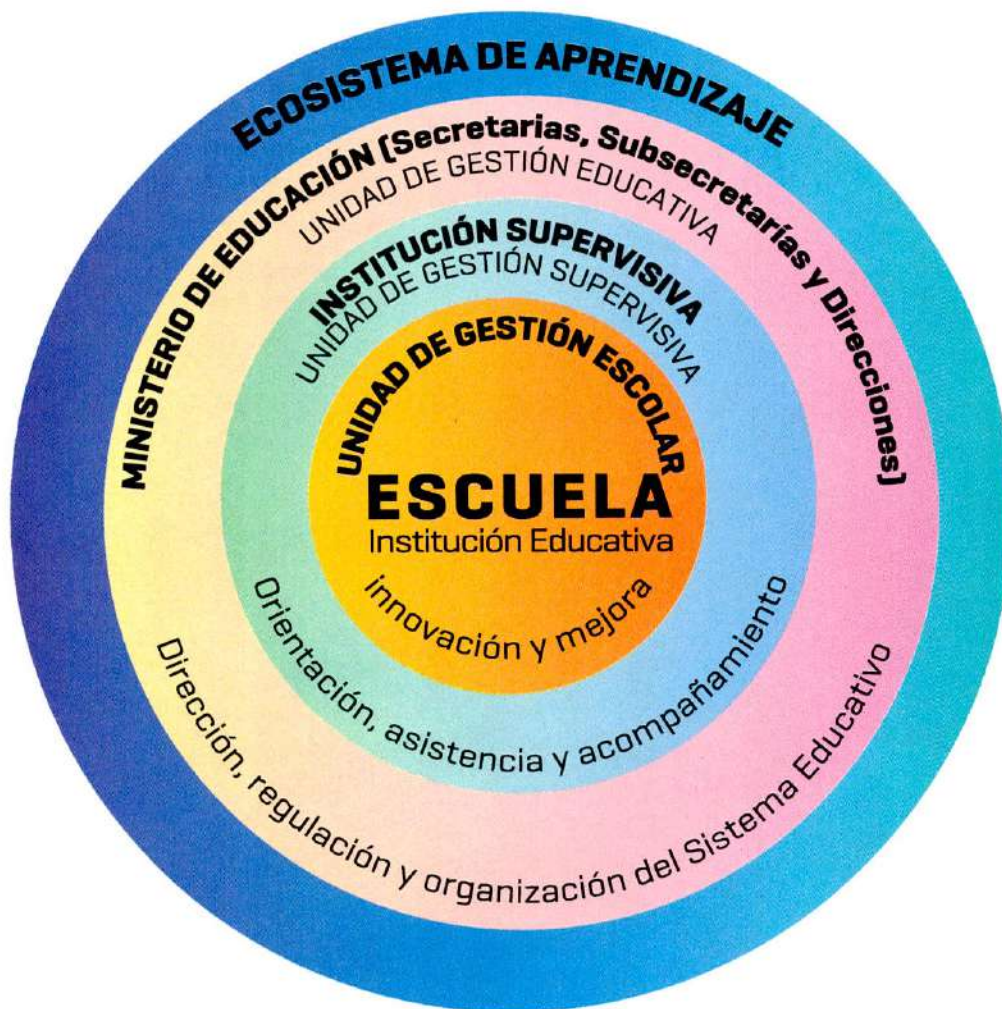 ECOSISTEMA DE APRENDIZAJE
MINISTERIO DE EDUCACIÓN (Secretarias, Subsecretarías y Direcciones)
UNIDAD DE GESTIÓN EDUCATIVA
INSTITUCIÓN SUPERVISIVA
UNIDAD DE GESTIÓN SUPERVISIVA
UNIDAD DE GESTIÓN ESCOLAR
ESCUELA
Institución Educativa
innovación y mejora
Orientación, asistencia y acompañamiento
Dirección, regulación y organización del Sistema Educativo